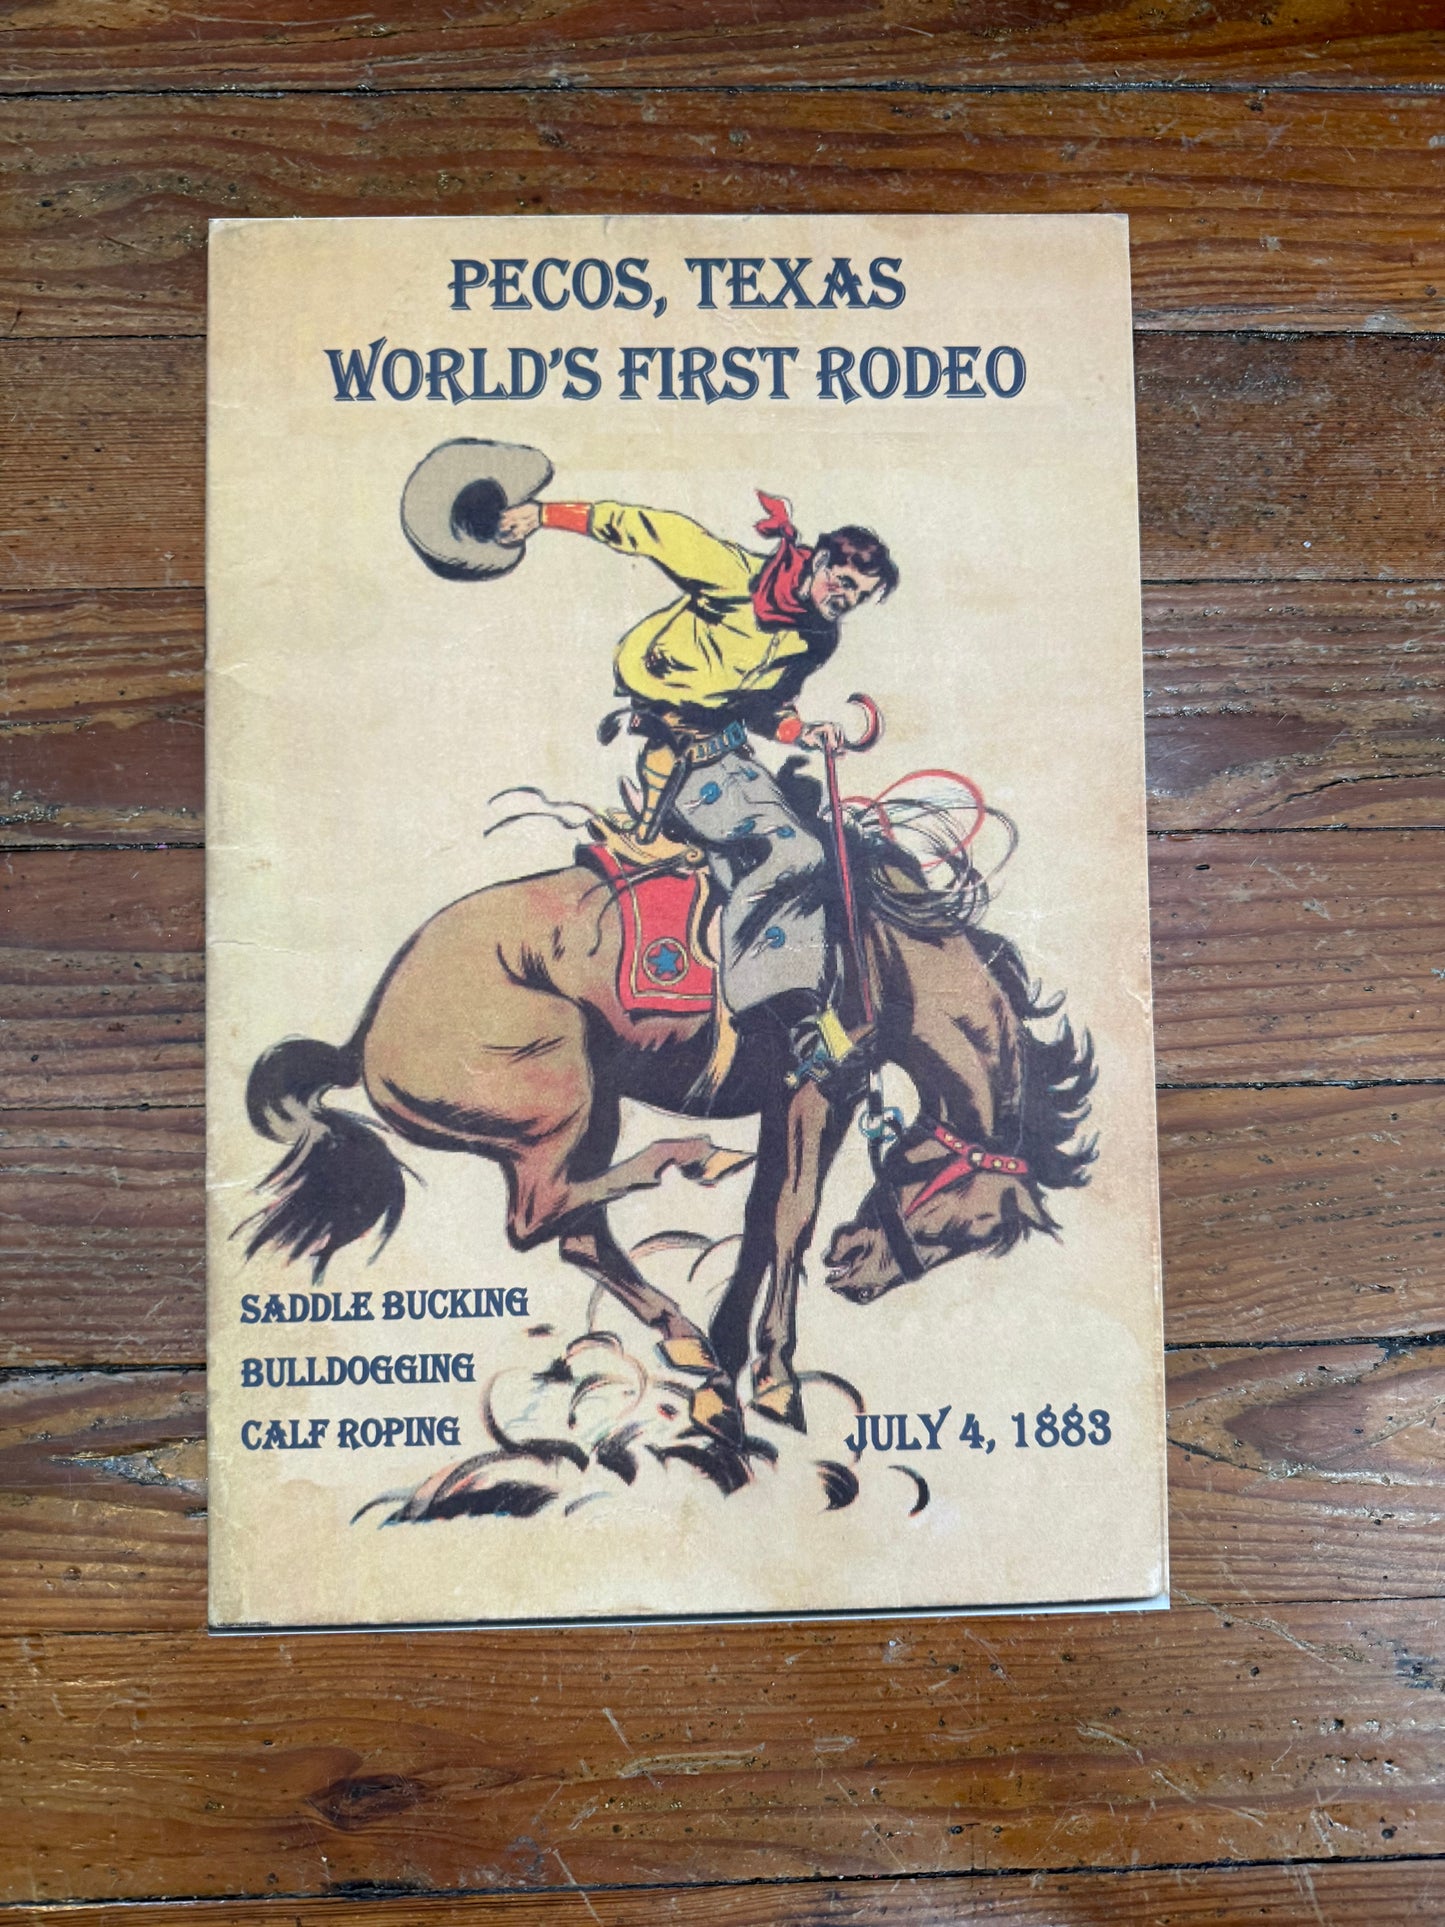 PECOS, TEXAS
WORLD'S FIRST RODEO
SADDLE BUCKING
BULLDOGGING
CALF ROPING
JULY 4, 1883